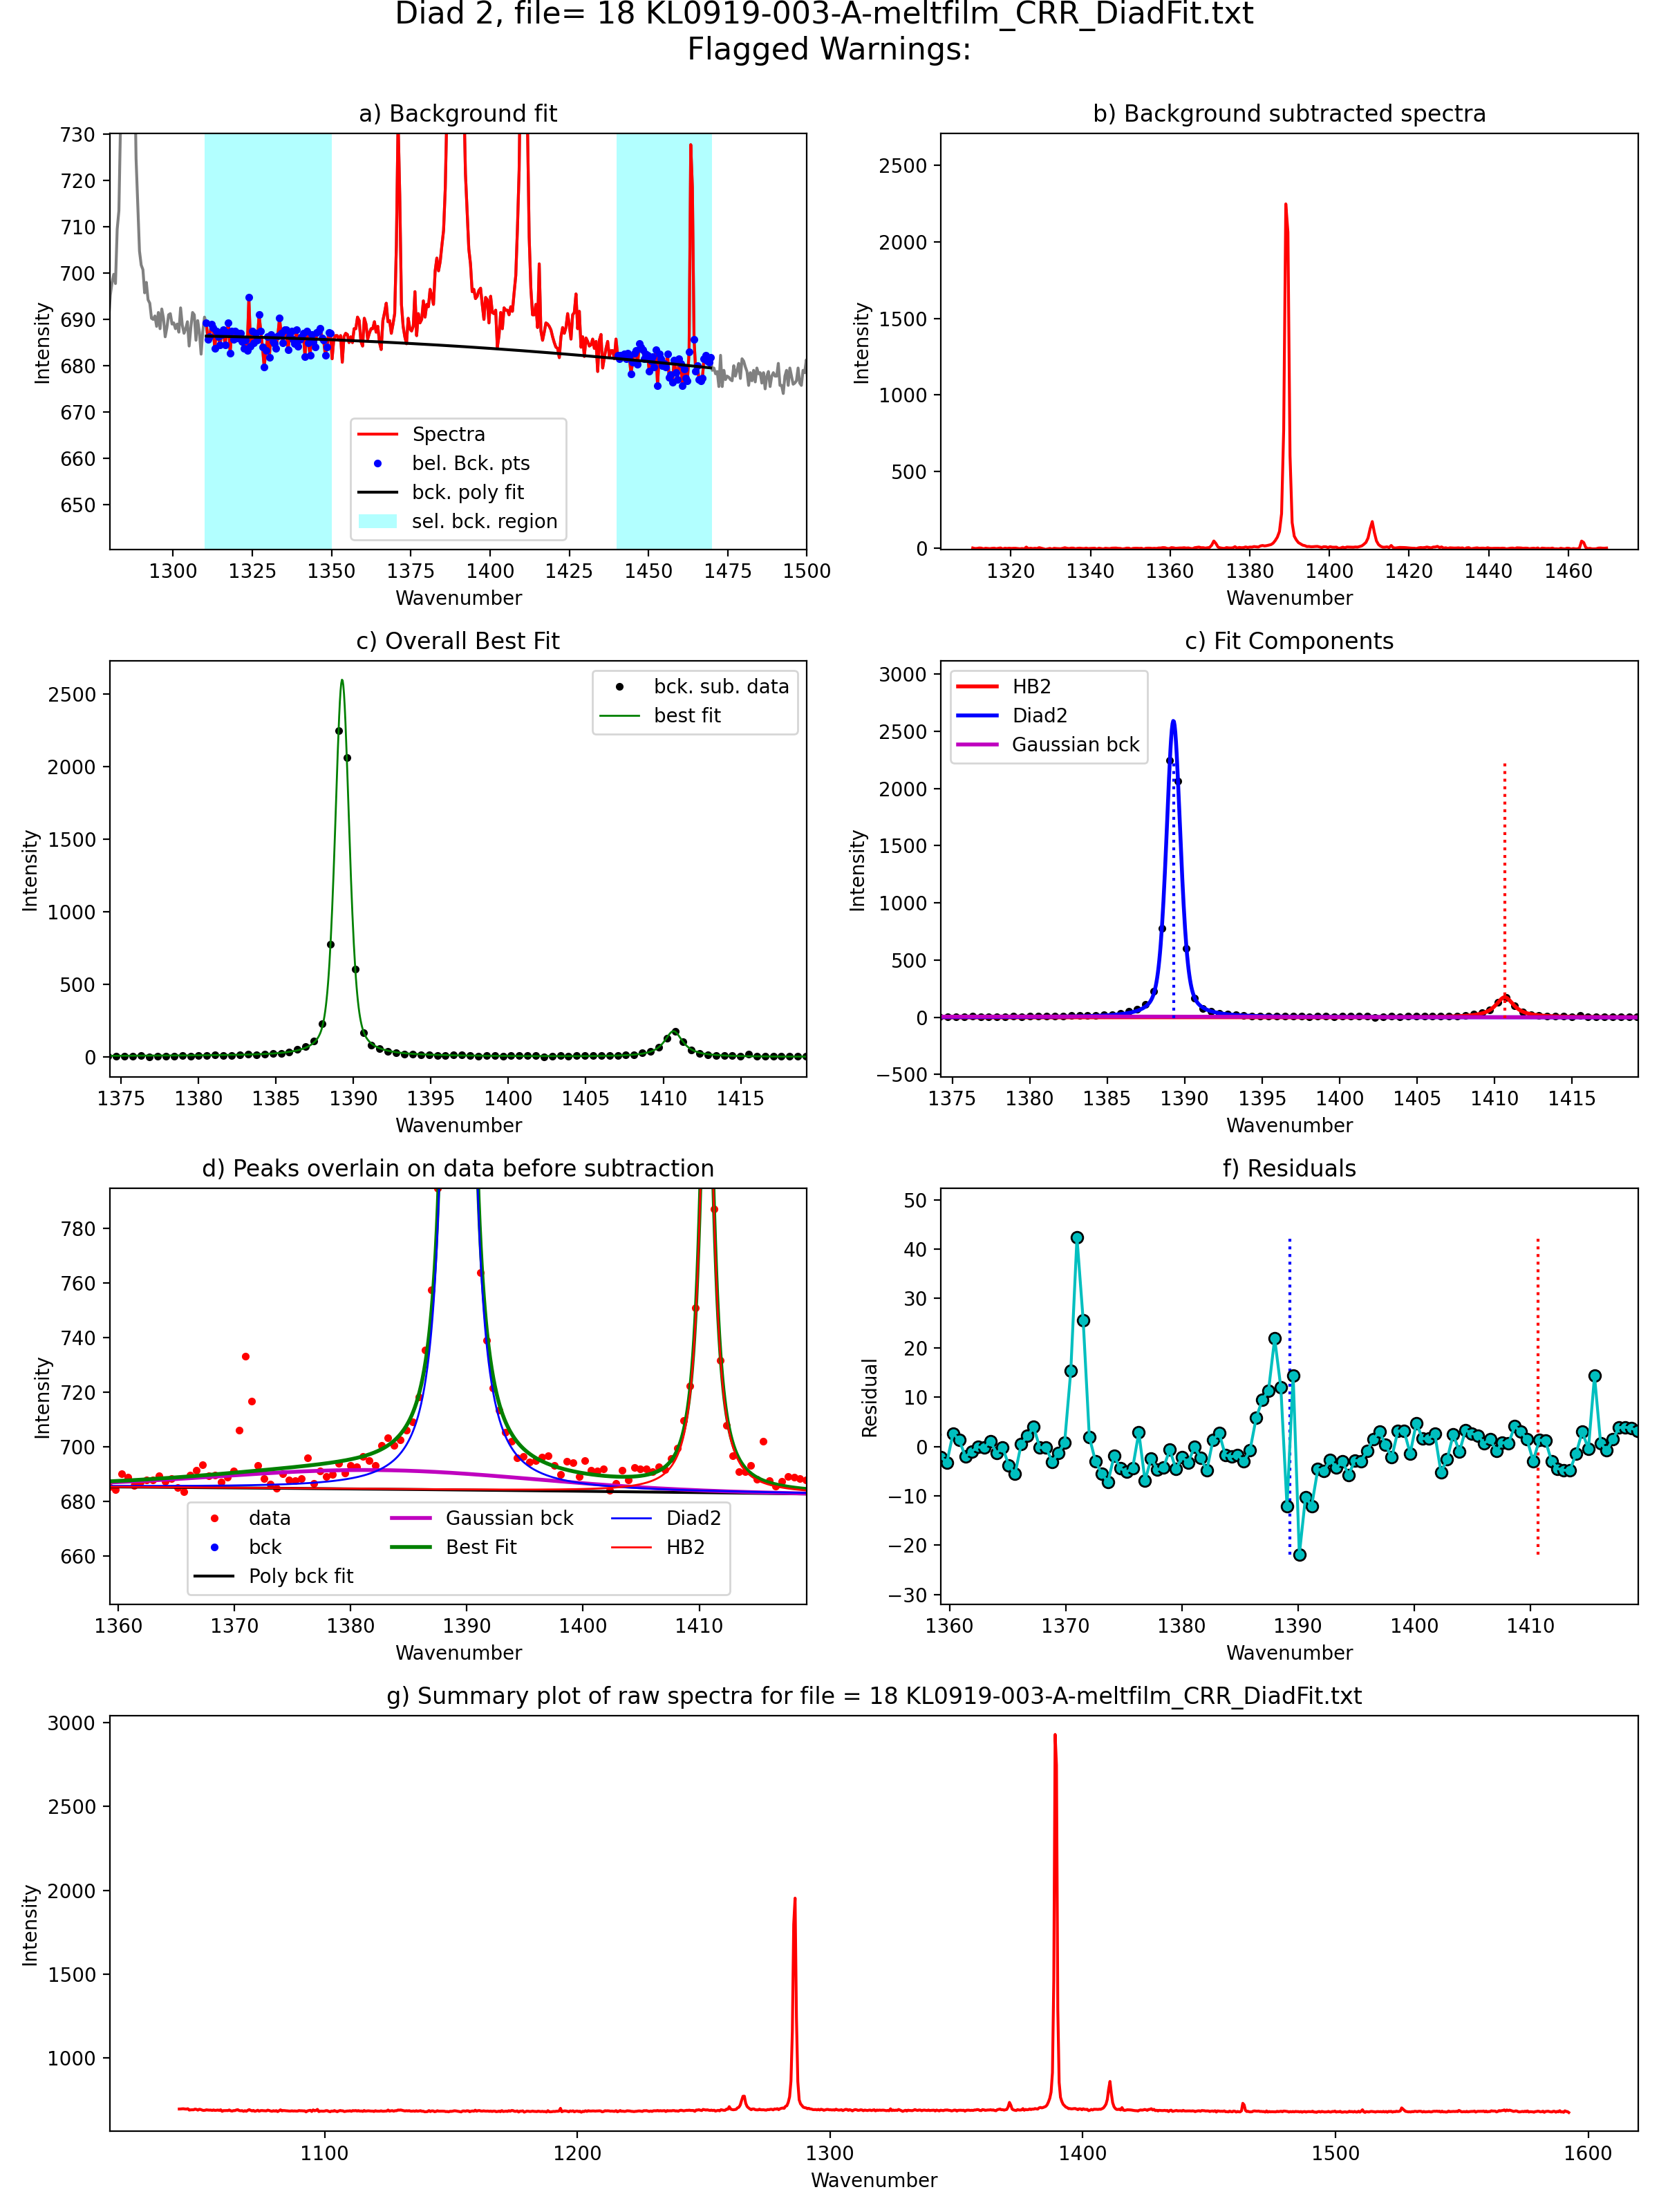 Diad 2, file= 18 KL0919-003-A-meltfilm_CRR_DiadFit.txt
Flagged Warnings:
a) Background fit
730
720
710
700
690
680
670
660
650
Intensity
Spectra
bel. Bck. pts
bck. poly fit
sel. bck. region
1300 1325 1350 1375 1400 1425 1450 1475 1500
Wavenumber
b) Background subtracted spectra
2500
2000
1500
1000
500
0
Intensity
1320 1340 1360 1380 1400 1420 1440 1460
Wavenumber
c) Overall Best Fit
2500
2000
1500
1000
500
0
Intensity
bck. sub. data
best fit
1375 1380 1385 1390 1395 1400 1405 1410 1415
Wavenumber
c) Fit Components
3000
2500
2000
1500
1000
500
0
−500
Intensity
HB2
Diad2
Gaussian bck
1375 1380 1385 1390 1395 1400 1405 1410 1415
Wavenumber
d) Peaks overlain on data before subtraction
780
760
740
720
700
680
660
Intensity
data
bck
Poly bck fit
Gaussian bck
Best Fit
Diad2
HB2
1360 1370 1380 1390 1400 1410
Wavenumber
f) Residuals
50
40
30
20
10
0
−10
−20
−30
Residual
1360 1370 1380 1390 1400 1410
Wavenumber
g) Summary plot of raw spectra for file = 18 KL0919-003-A-meltfilm_CRR_DiadFit.txt
3000
2500
2000
1500
1000
Intensity
1100 1200 1300 1400 1500 1600
Wavenumber